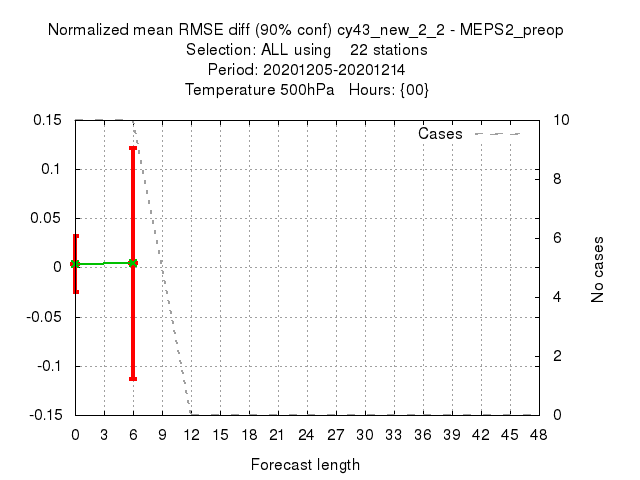 Normalized mean RMSE diff (90% conf) cy43_new_2_2 - MEPS2_preop
Selection: ALL using 22 stations
Period: 20201205-20201214
Temperature 500hPa Hours: {00}
Cases
0.15
0.1
0.05
0
-0.05
-0.1
-0.15
10
8
6
4
2
0
No cases
0 3 6 9 12 15 18 21 24 27 30 33 36 39 42 45 48
Forecast length